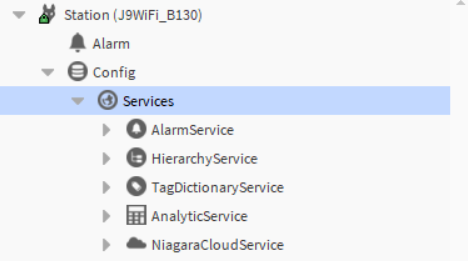 Station (J9WiFi_B130)
Alarm
Config
Services
AlarmService
HierarchyService
TagDictionaryService
AnalyticService
NiagaraCloudService